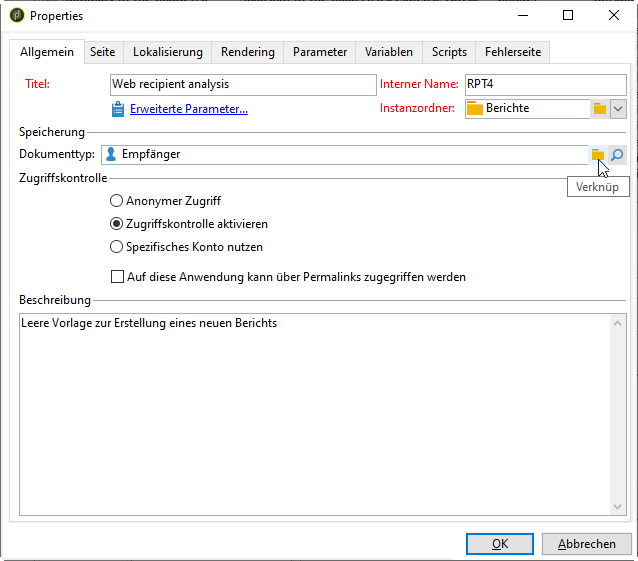 Properties
Allgemein Seite Lokalisierung Rendering Parameter Variablen Scripts Fehlerseite
Titel: Web recipient analysis Interner Name: RPT4
Erweiterte Parameter... Instanzordner: Berichte
Speicherung
Dokumenttyp: Empfänger
Zugriffskontrolle
Verknüp
Anonymer Zugriff
Zugriffskontrolle aktivieren
Spezifisches Konto nutzen
Auf diese Anwendung kann über Permalinks zugegriffen werden
Beschreibung
Leere Vorlage zur Erstellung eines neuen Berichts
OK Abbrechen